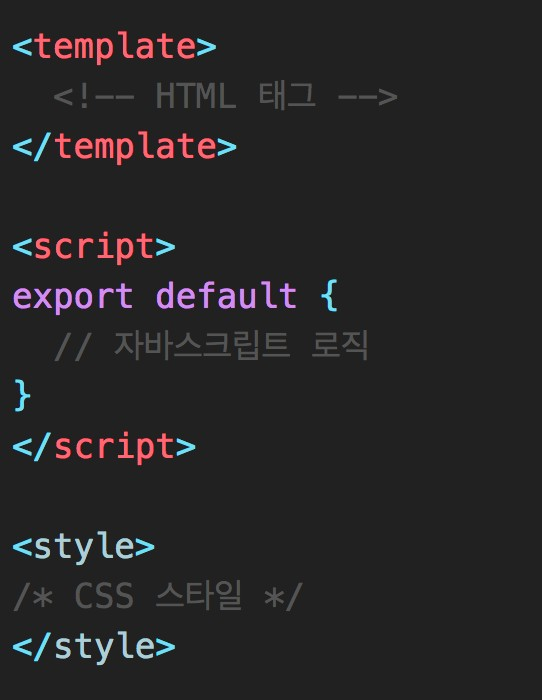 <template>
  <!-- HTML 태그 -->
</template>

<script>
export default {
  // 자바스크립트 로직
}
</script>

<style>
/* CSS 스타일 */
</style>